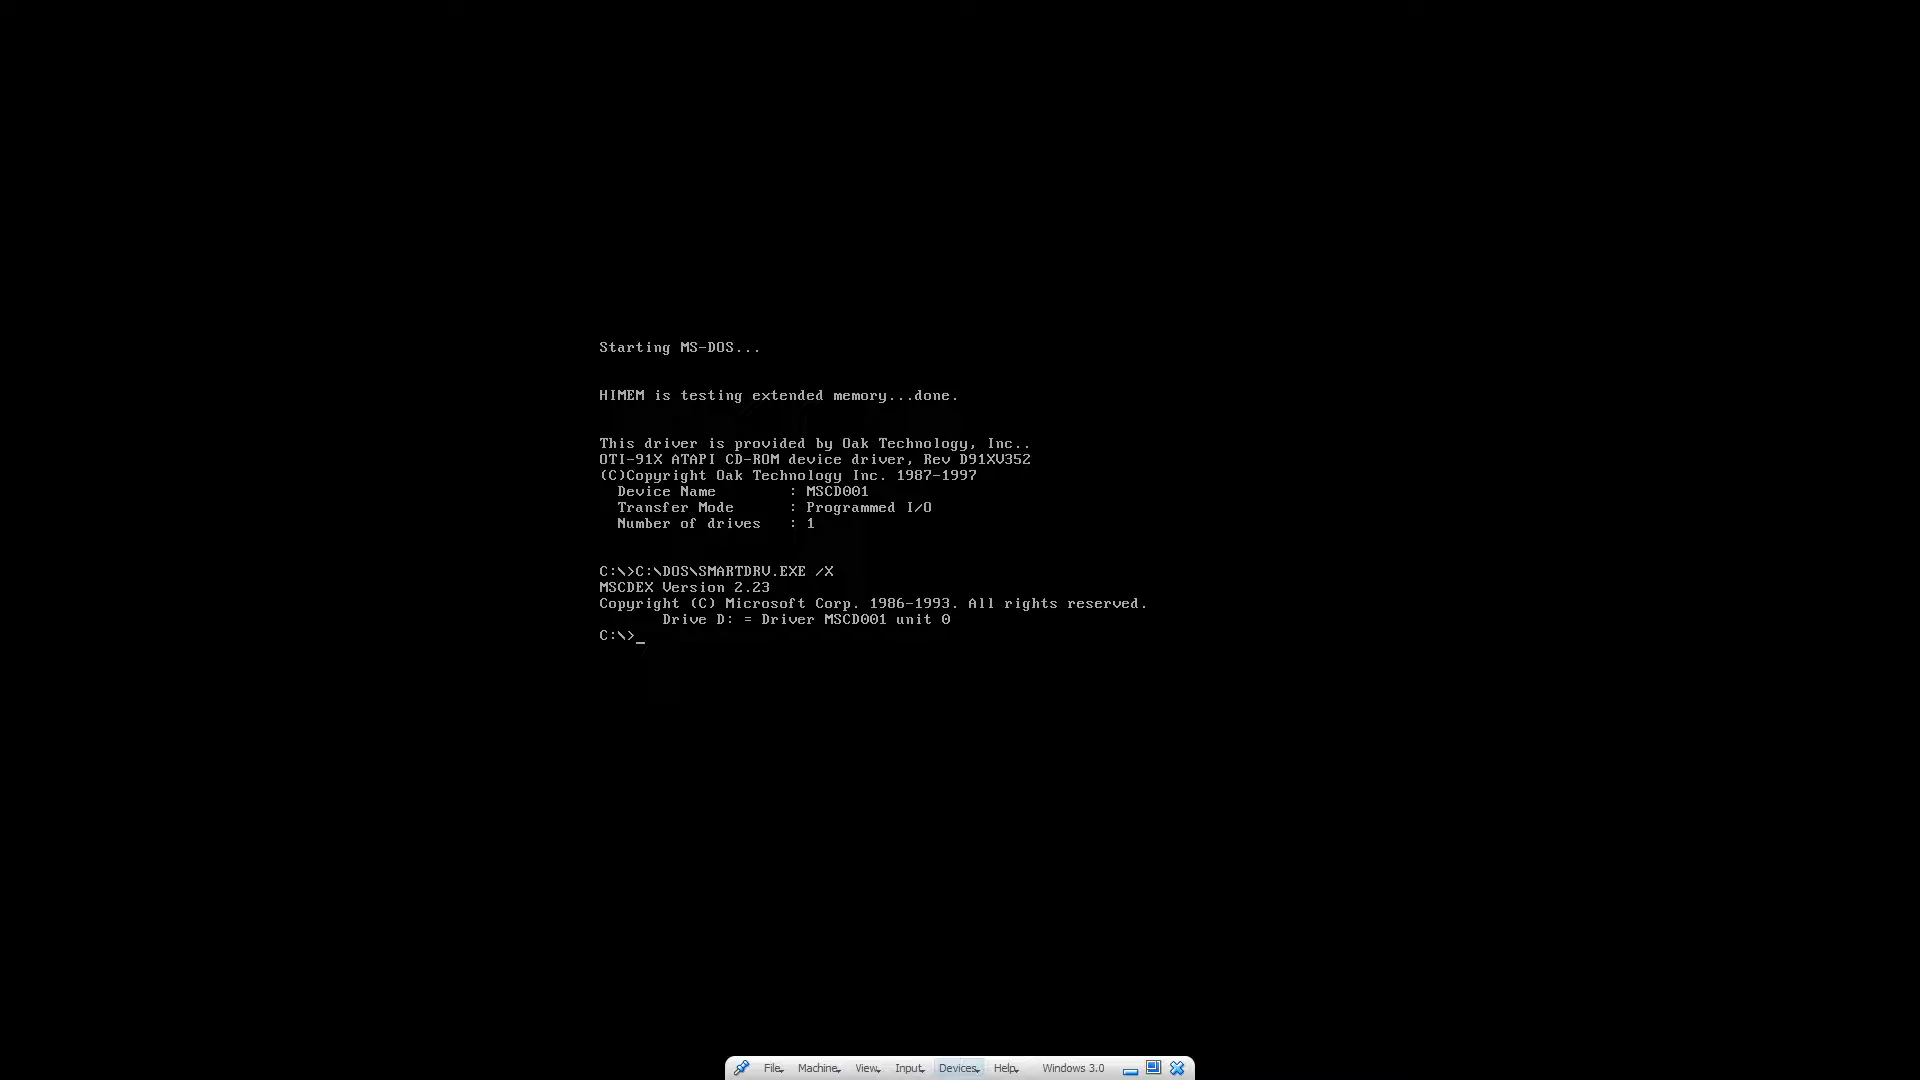 Starting MS-DOS...
HIMEM is testing extended memory...done.
This driver is provided by Oak Technology, Inc..
OTI-91X ATAPI CD-ROM device driver, Rev D91XV352
(C)Copyright Oak Technology Inc. 1987-1997
Device Name : MSCD001
Transfer Mode : Programmed I/O
Number of drives : 1
C:\>C:\DOS\SMARTDRV.EXE /X
MSCDEX Version 2.23
Copyright (C) Microsoft Corp. 1986-1993. All rights reserved.
Drive D: = Driver MSCD001 unit 0
C:\>_
File Machine View Input Devices Help Windows 3.0